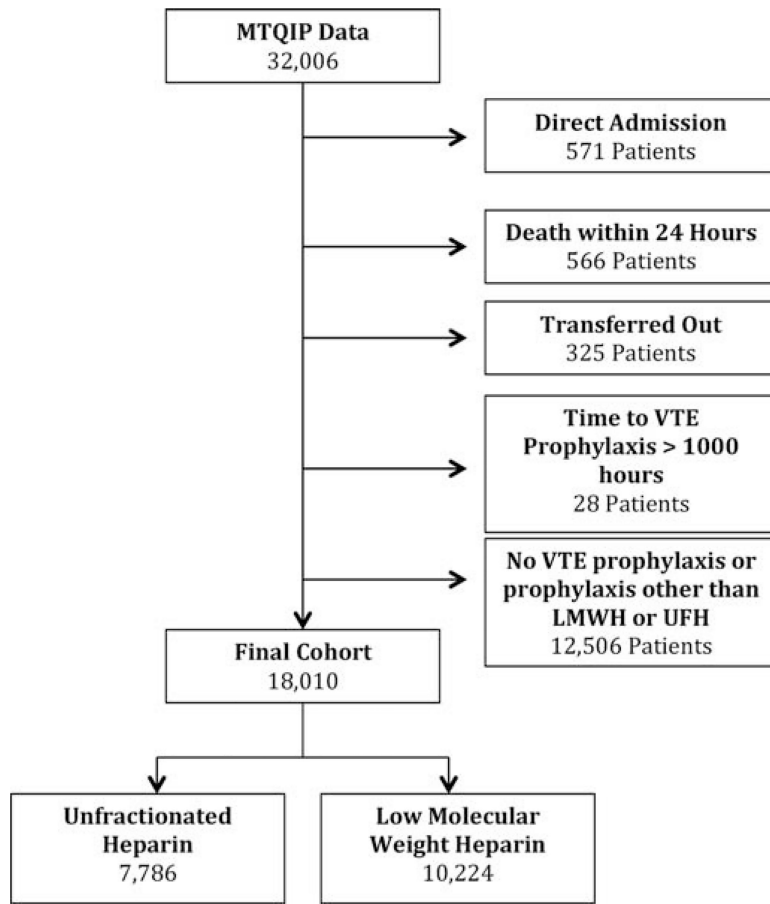 MTQIP Data
32,006
Direct Admission
571 Patients
Death within 24 Hours
566 Patients
Transferred Out
325 Patients
Time to VTE
Prophylaxis > 1000
hours
28 Patients
No VTE prophylaxis or
prophylaxis other than
LMWH or UFH
12,506 Patients
Final Cohort
18,010
Unfractionated
Heparin
7,786
Low Molecular
Weight Heparin
10,224